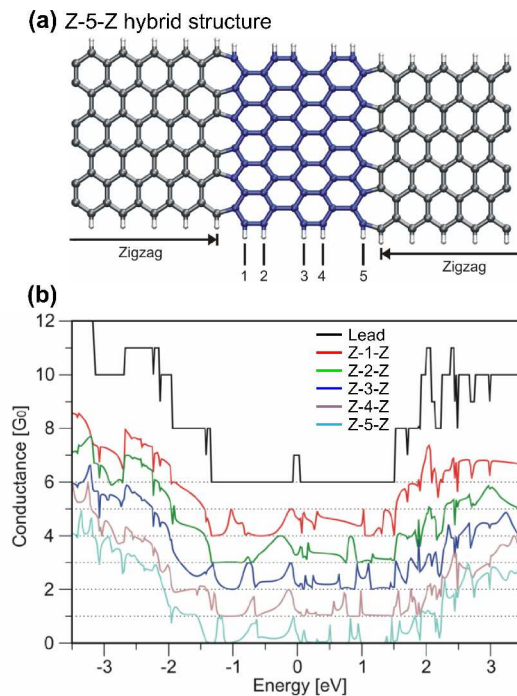 (a) Z-5-Z hybrid structure
Zigzag
1 2 3 4 5
Zigzag
(b)
Conductance [G₀]
12
10
8
6
4
2
0
Lead
Z-1-Z
Z-2-Z
Z-3-Z
Z-4-Z
Z-5-Z
-3 -2 -1 0 1 2 3
Energy [eV]